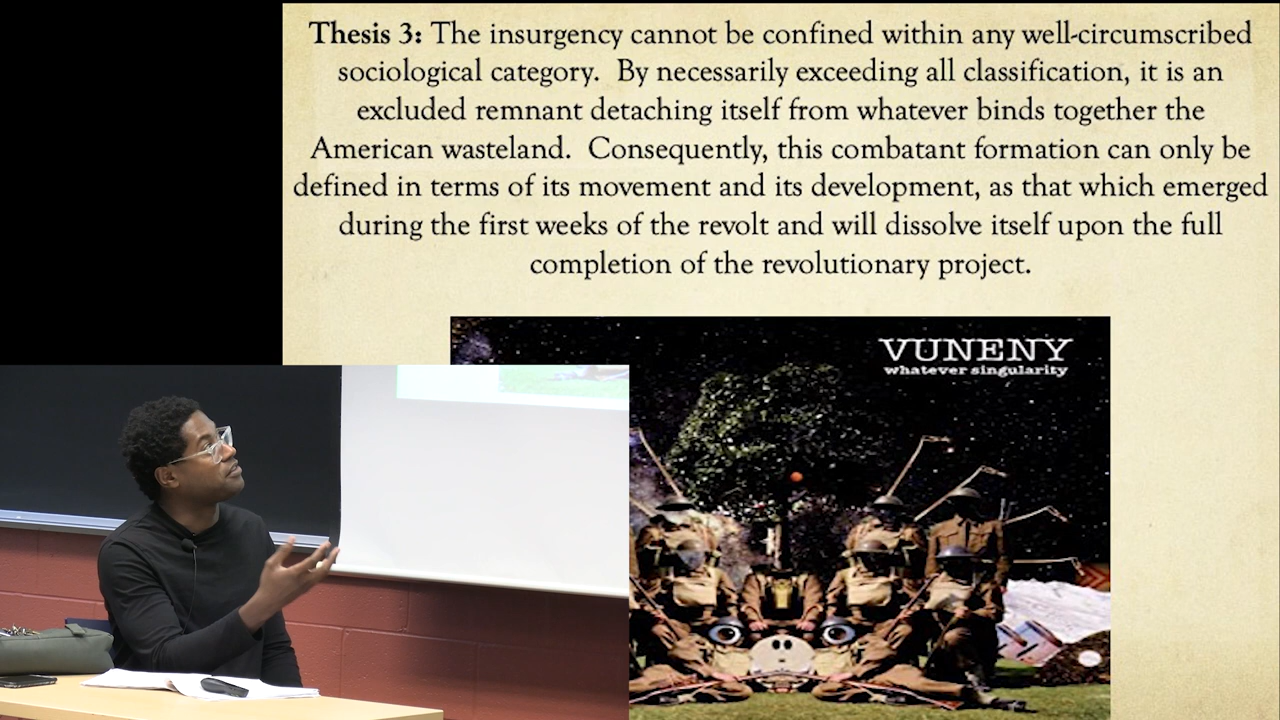 Thesis 3: The insurgency cannot be confined within any well-circumscribed
sociological category. By necessarily exceeding all classification, it is an
excluded remnant detaching itself from whatever binds together the
American wasteland. Consequently, this combatant formation can only be
defined in terms of its movement and its development, as that which emerged
during the first weeks of the revolt and will dissolve itself upon the full
completion of the revolutionary project.
VUNENY
whatever singularity